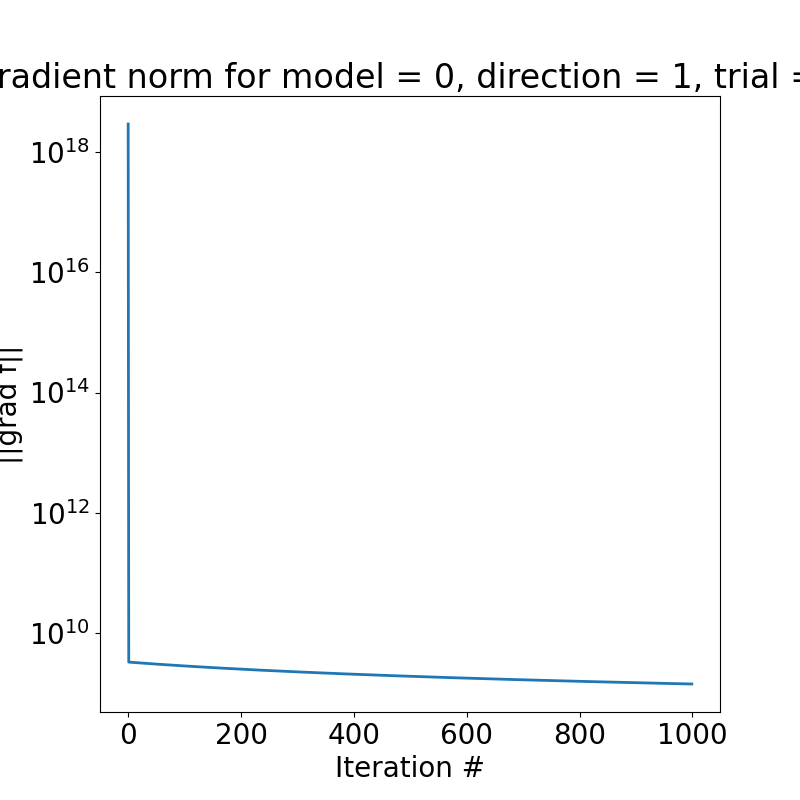 radient norm for model = 0, direction = 1, trial =
10^18
10^16
10^14
10^12
10^10
||grad f||
0 200 400 600 800 1000
Iteration #